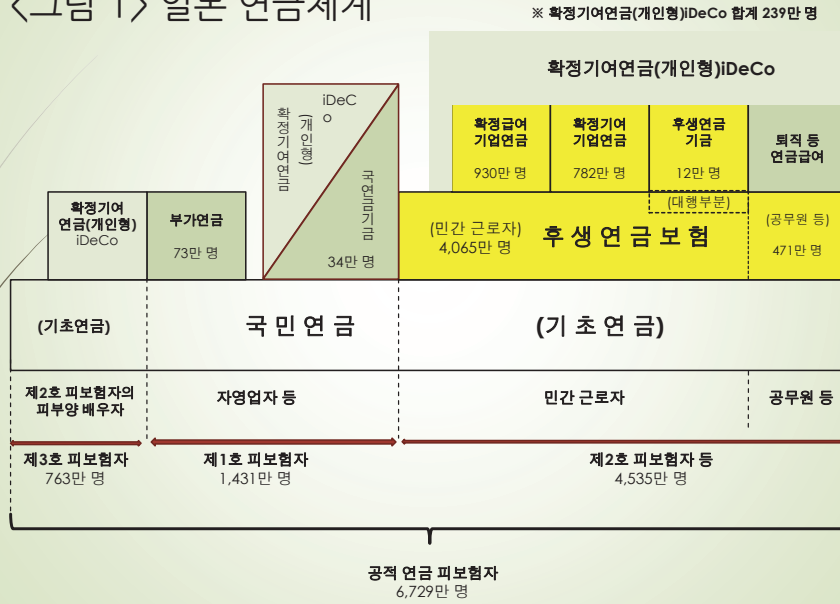 <그림 1> 일본 연금체계
※ 확정기여연금(개인형)iDeCo 합계 239만 명
확정기여연금(개인형)iDeCo
iDeC
o
확정기여연금
(개인형)
국민연금기금
34만 명
확정급여
기업연금
930만 명
확정기여
기업연금
782만 명
후생연금
기금
12만 명
(대행부분)
퇴직 등
연금급여
확정기여
연금(개인형)
iDeCo
부가연금
73만 명
(민간 근로자)
4,065만 명
후 생 연 금 보 험
(공무원 등)
471만 명
(기초연금)
국 민 연 금
(기 초 연 금)
제2호 피보험자의
피부양 배우자
자영업자 등
민간 근로자
공무원 등
제3호 피보험자
763만 명
제1호 피보험자
1,431만 명
제2호 피보험자 등
4,535만 명
공적 연금 피보험자
6,729만 명